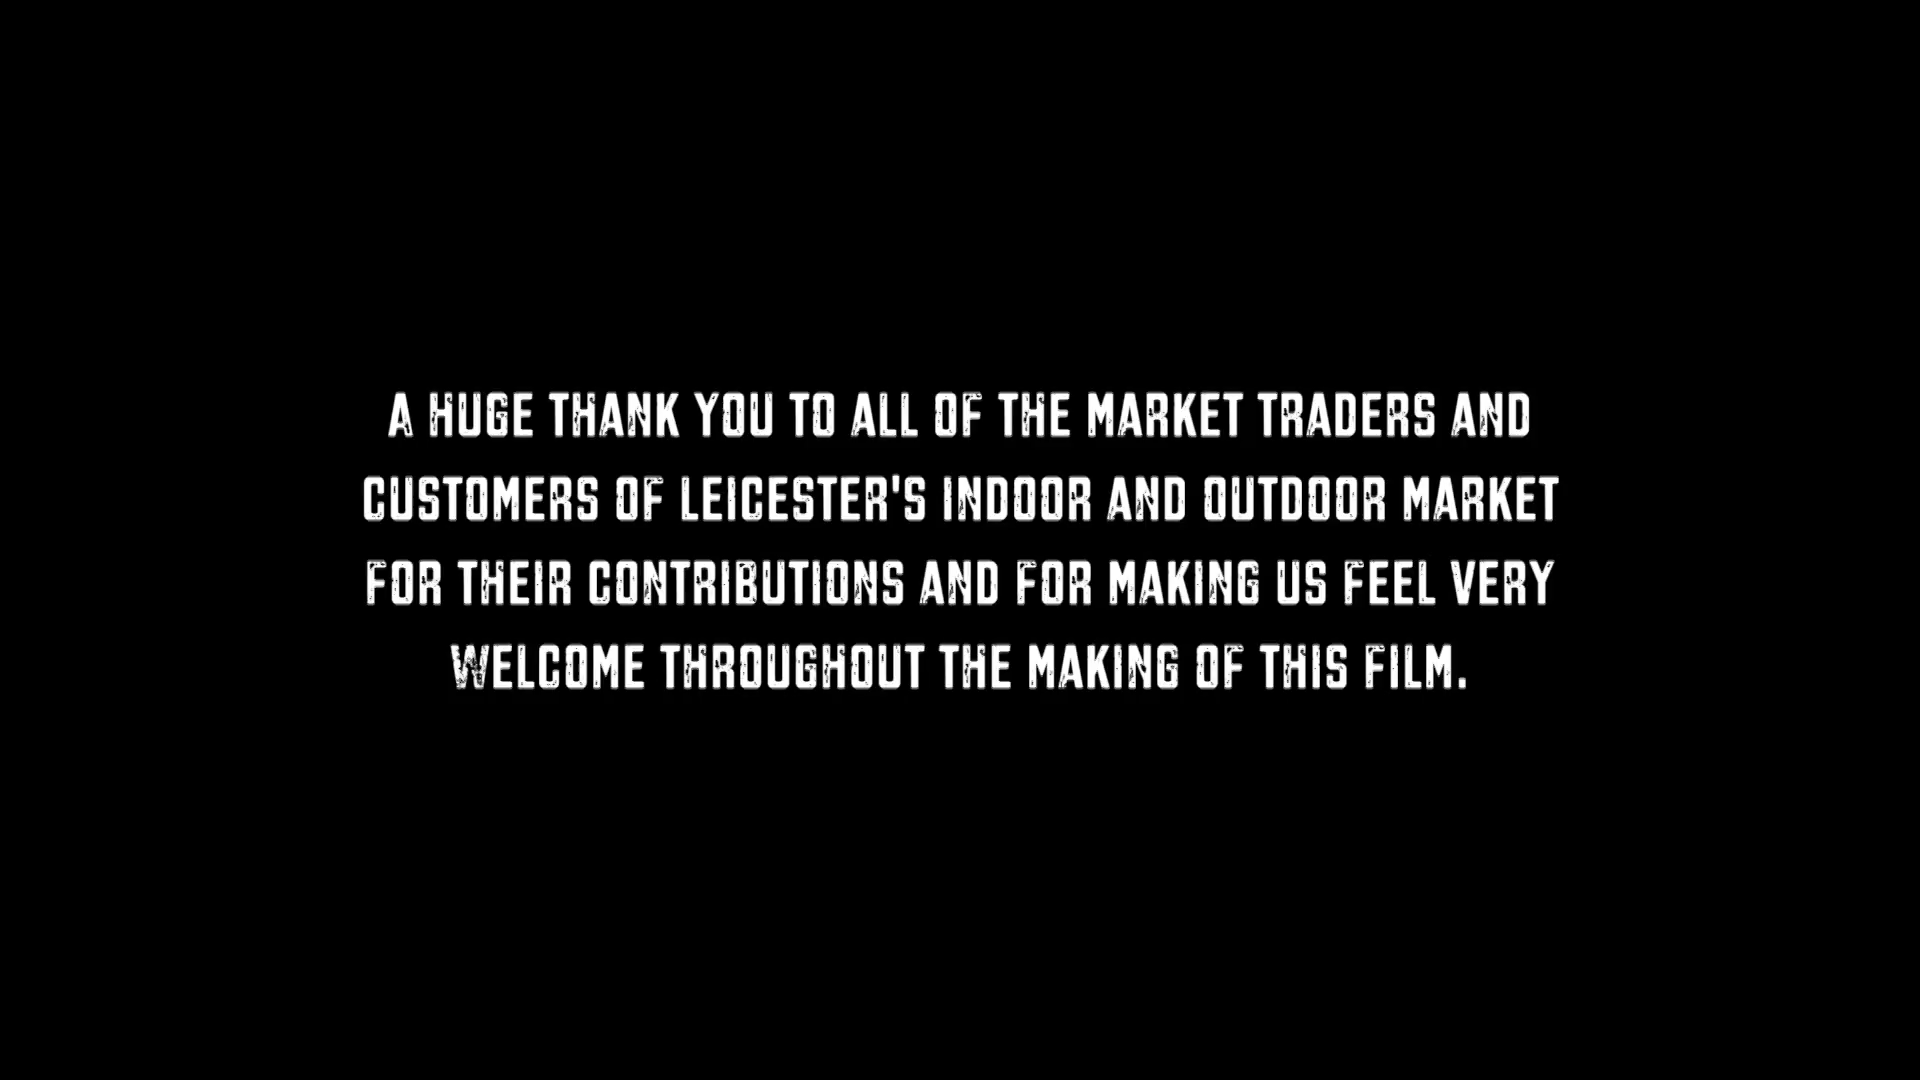 A HUGE THANK YOU TO ALL OF THE MARKET TRADERS AND
CUSTOMERS OF LEICESTER'S INDOOR AND OUTDOOR MARKET
FOR THEIR CONTRIBUTIONS AND FOR MAKING US FEEL VERY
WELCOME THROUGHOUT THE MAKING OF THIS FILM.